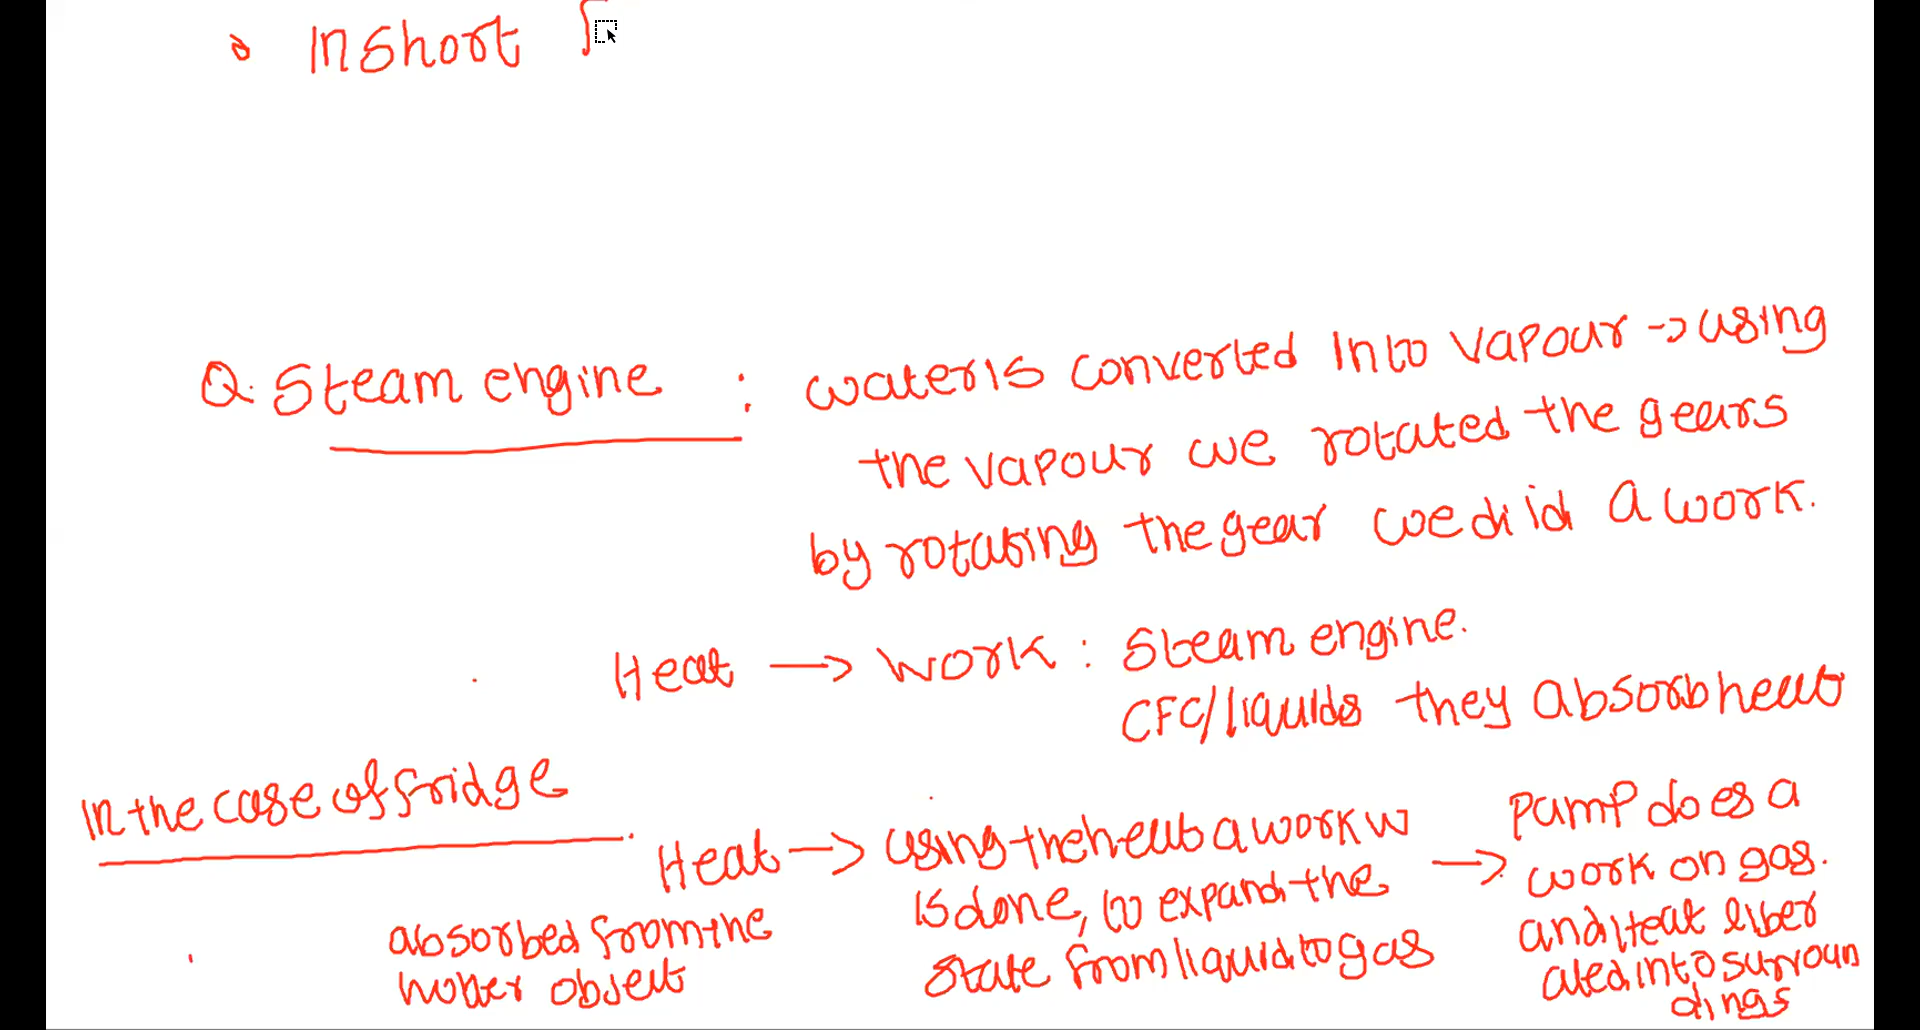 In short
Q. Steam engine : water is converted into vapour → using
the vapour we rotated the gears
by rotating the gear we did a work.
Heat → work : Steam engine.
CFC/liquids they absorb heat
In the case of fridge
Heat → using the heat a work w → Pump does a
absorbed from the is done, to expand the work on gas.
hotter object state from liquid to gas and Heat liber
ated into surroun
dings